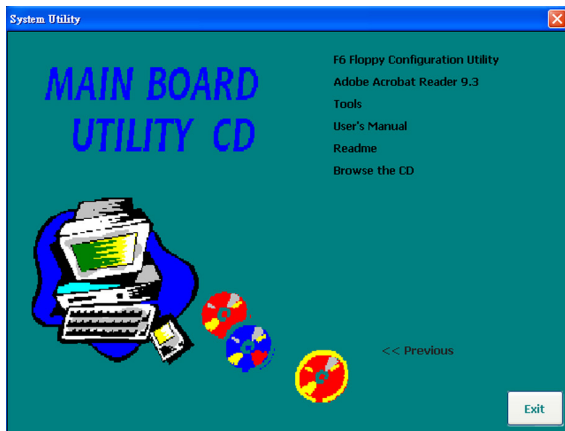 System Utility
MAIN BOARD
UTILITY CD
F6 Floppy Configuration Utility
Adobe Acrobat Reader 9.3
Tools
User's Manual
Readme
Browse the CD
<< Previous
Exit